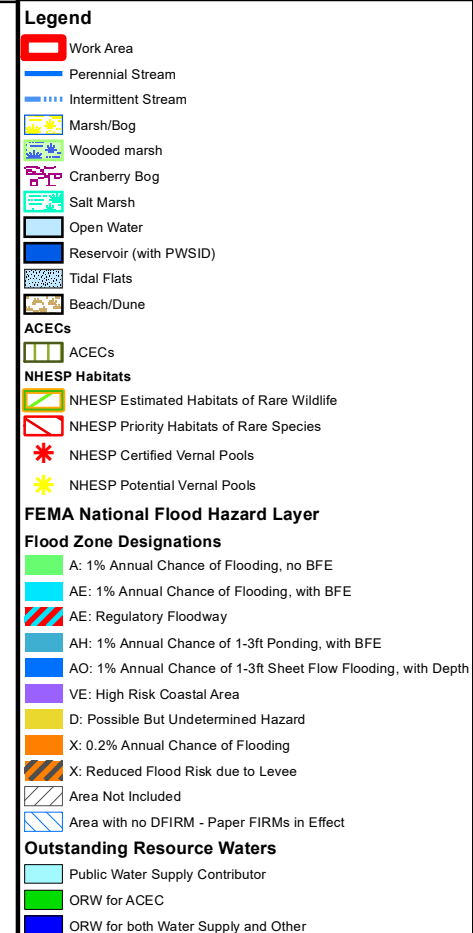 Legend
Work Area
Perennial Stream
Intermittent Stream
Marsh/Bog
Wooded marsh
Cranberry Bog
Salt Marsh
Open Water
Reservoir (with PWSID)
Tidal Flats
Beach/Dune
ACECs
ACECs
NHESP Habitats
NHESP Estimated Habitats of Rare Wildlife
NHESP Priority Habitats of Rare Species
NHESP Certified Vernal Pools
NHESP Potential Vernal Pools
FEMA National Flood Hazard Layer
Flood Zone Designations
A: 1% Annual Chance of Flooding, no BFE
AE: 1% Annual Chance of Flooding, with BFE
AE: Regulatory Floodway
AH: 1% Annual Chance of 1-3ft Ponding, with BFE
AO: 1% Annual Chance of 1-3ft Sheet Flow Flooding, with Depth
VE: High Risk Coastal Area
D: Possible But Undetermined Hazard
X: 0.2% Annual Chance of Flooding
X: Reduced Flood Risk due to Levee
Area Not Included
Area with no DFIRM - Paper FIRMs in Effect
Outstanding Resource Waters
Public Water Supply Contributor
ORW for ACEC
ORW for both Water Supply and Other